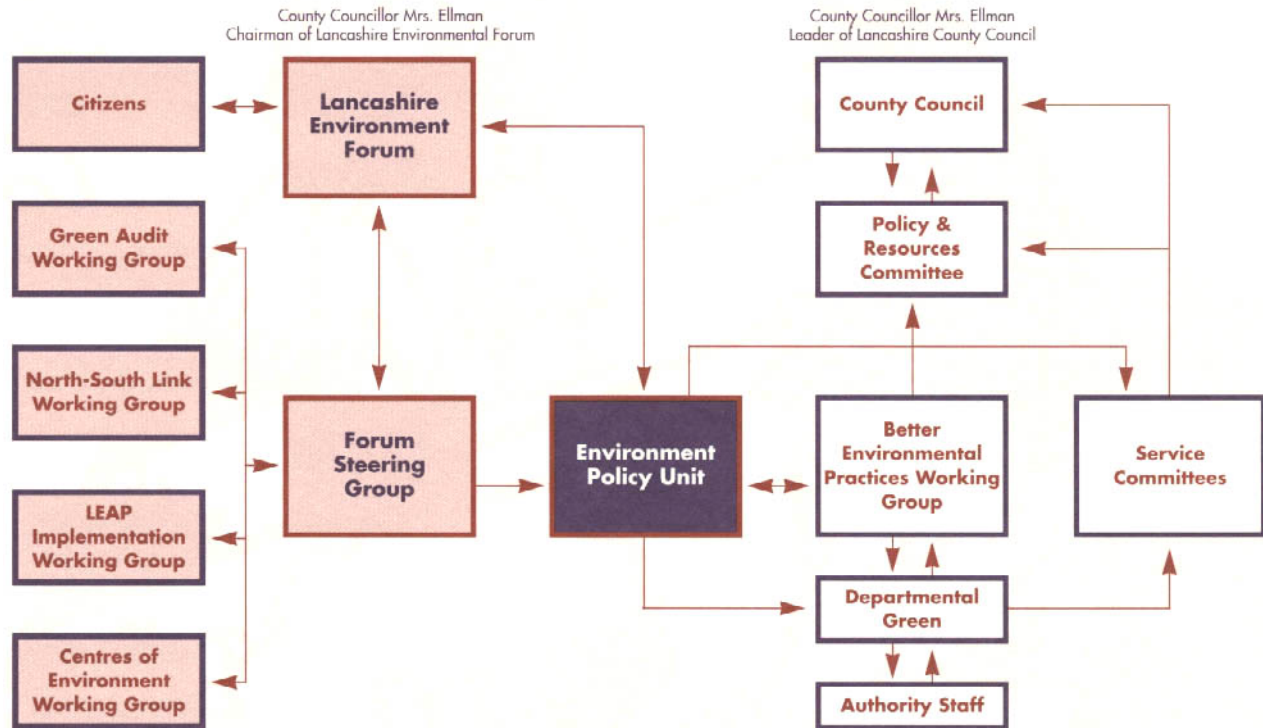 County Councillor Mrs. Ellman
Chairman of Lancashire Environmental Forum
County Councillor Mrs. Ellman
Leader of Lancashire County Council
Citizens
Lancashire
Environment
Forum
County Council
Green Audit
Working Group
Policy &
Resources
Committee
North-South Link
Working Group
Forum
Steering
Group
Environment
Policy Unit
Better
Environmental
Practices Working
Group
Service
Committees
LEAP
Implementation
Working Group
Departmental
Green
Centres of
Environment
Working Group
Authority Staff